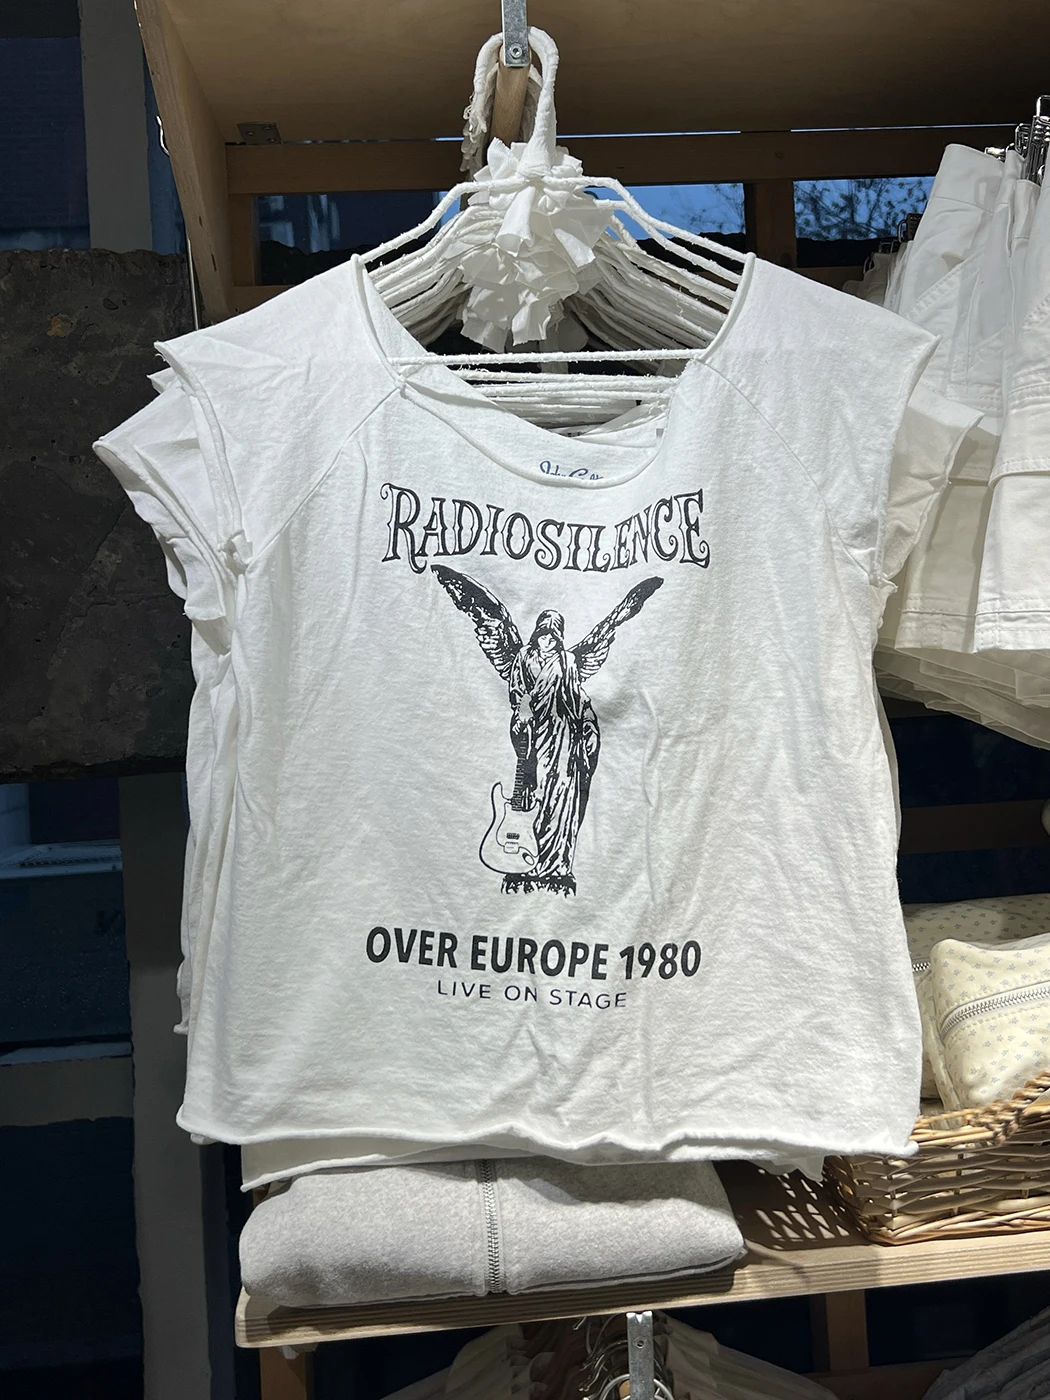 RADIOSILENCE
OVER EUROPE 1980
LIVE ON STAGE